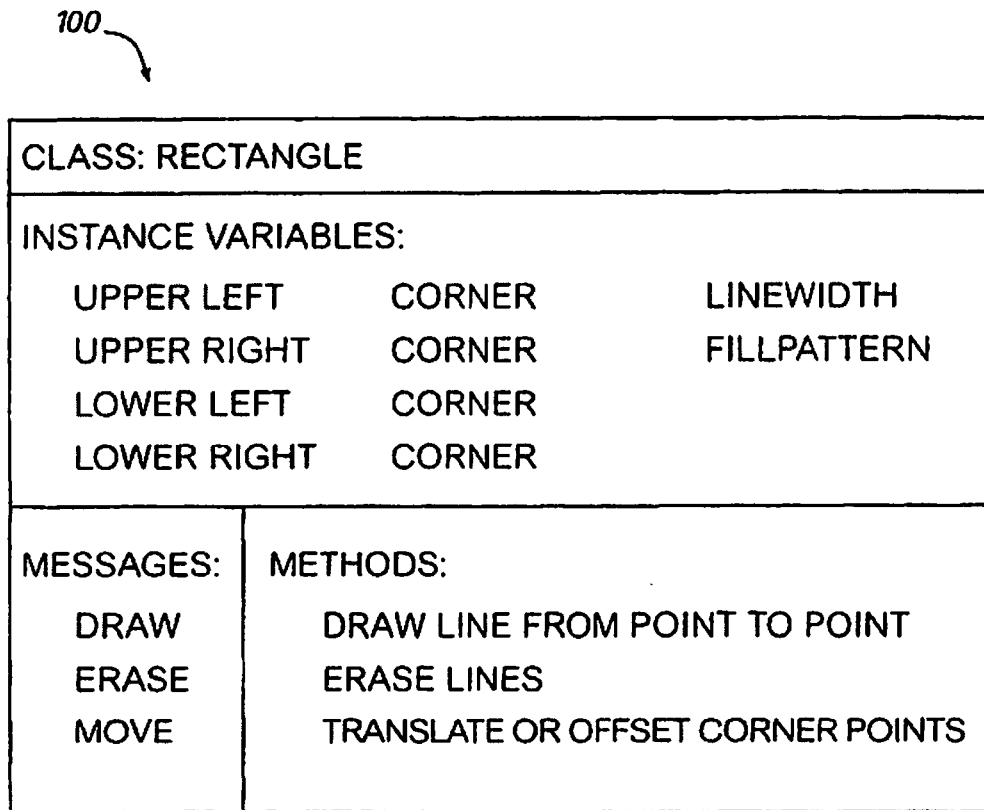 100
CLASS: RECTANGLE
INSTANCE VARIABLES:
UPPER LEFT CORNER LINEWIDTH
UPPER RIGHT CORNER FILLPATTERN
LOWER LEFT CORNER
LOWER RIGHT CORNER
MESSAGES: METHODS:
DRAW DRAW LINE FROM POINT TO POINT
ERASE ERASE LINES
MOVE TRANSLATE OR OFFSET CORNER POINTS